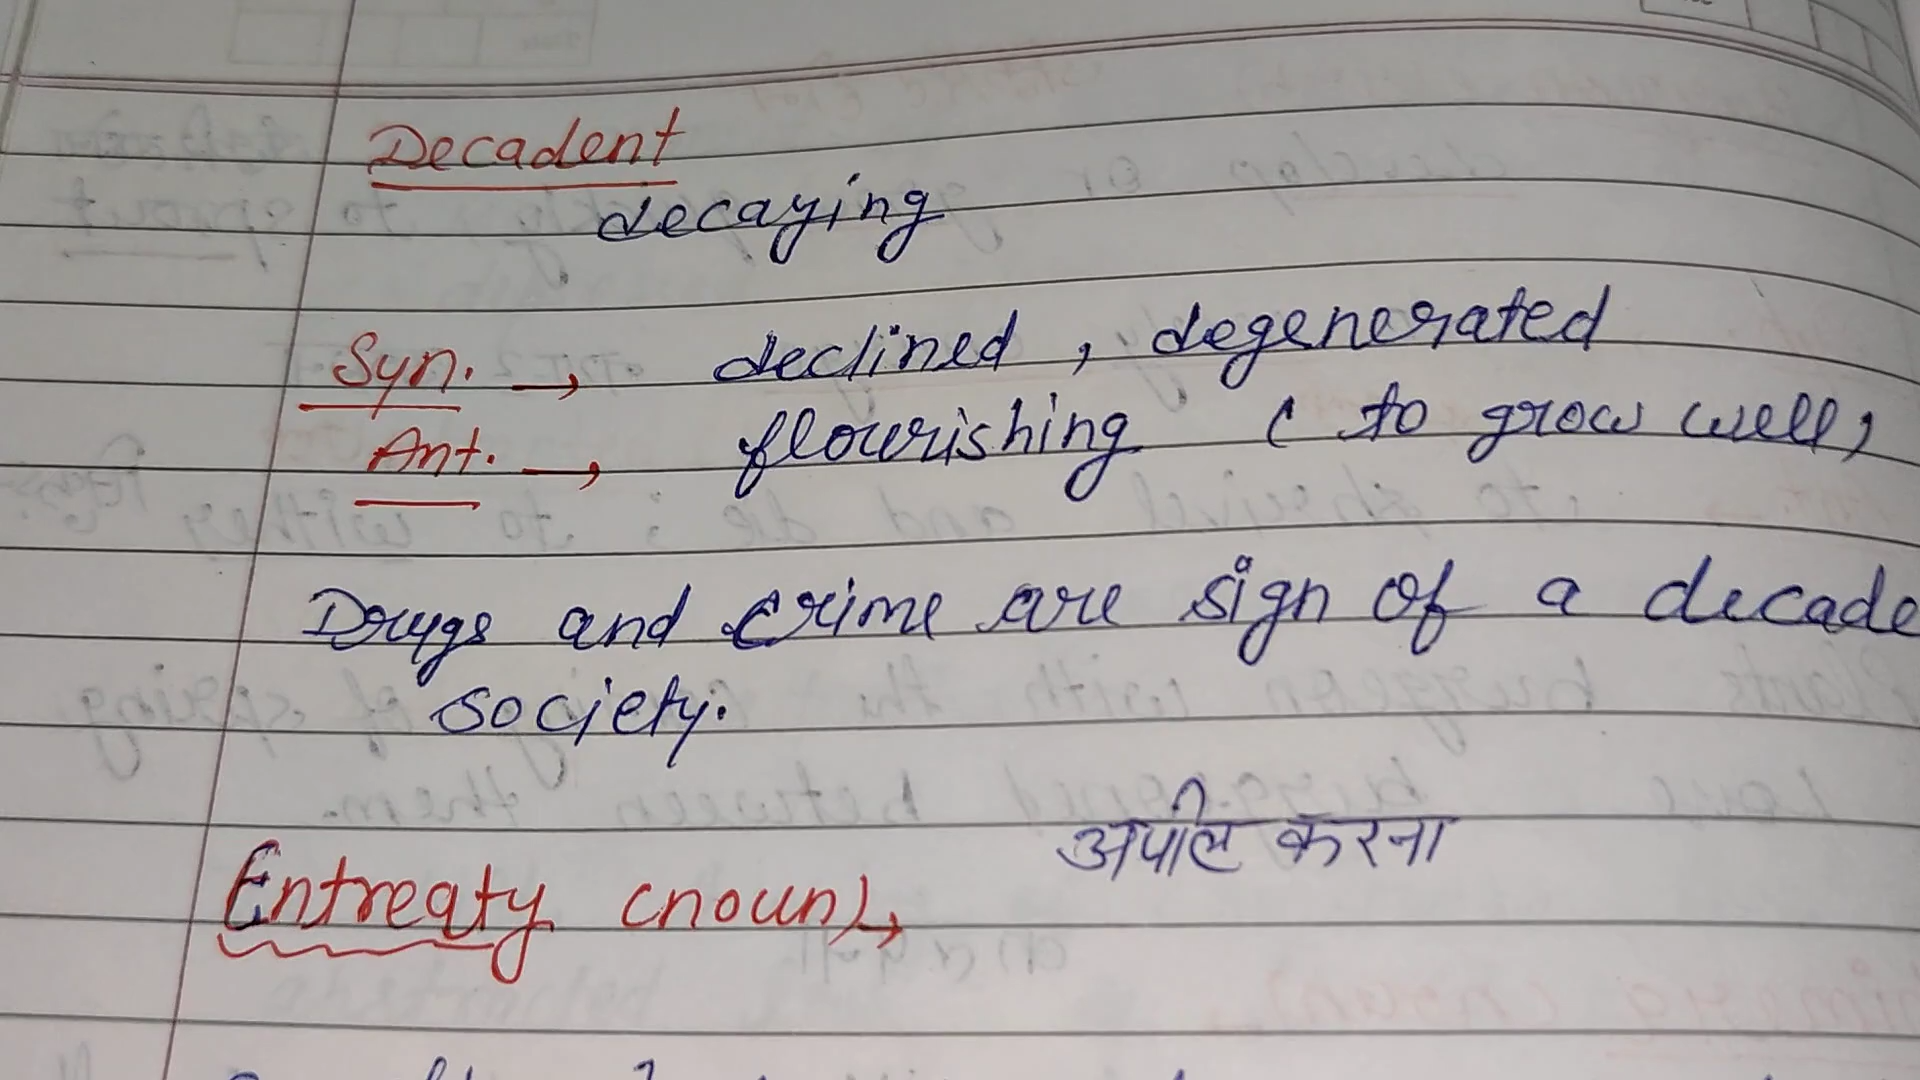 Decadent
decaying
Syn. → declined, degenerated
Ant. → flourishing ( to grow well,
Drugs and crime are sign of a decade
society.
अपील करना
Entreaty (noun) →